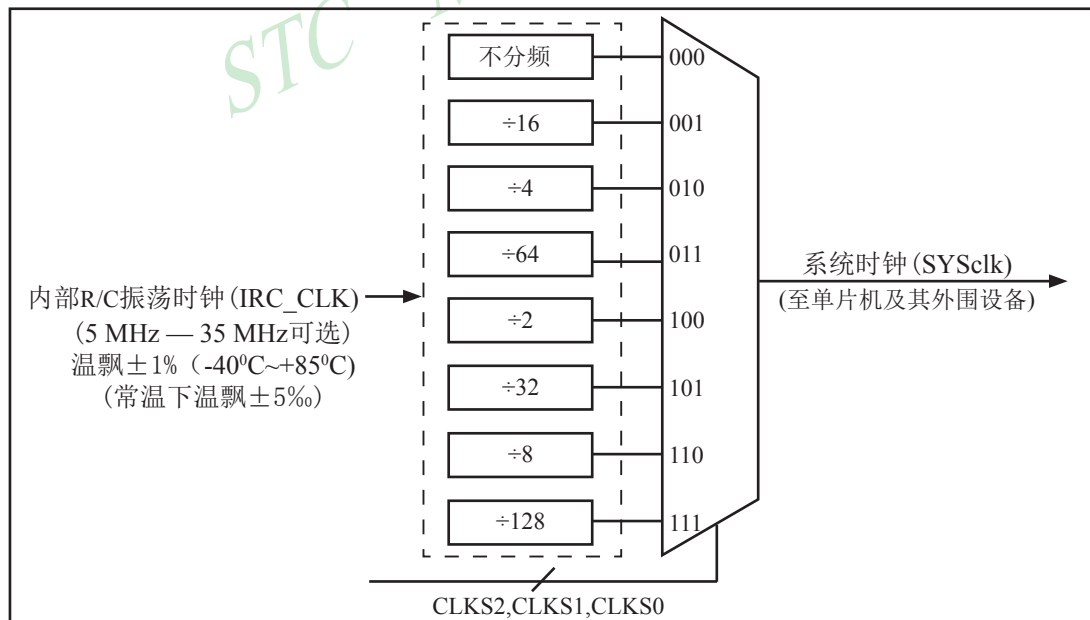 STC
不分频
000
÷16
001
÷4
010
÷64
011
÷2
100
÷32
101
÷8
110
÷128
111
内部R/C振荡时钟(IRC_CLK)
(5 MHz — 35 MHz可选)
温飘±1%（-40⁰C~+85⁰C)
(常温下温飘±5‰)
系统时钟(SYSclk)
(至单片机及其外围设备)
CLKS2,CLKS1,CLKS0